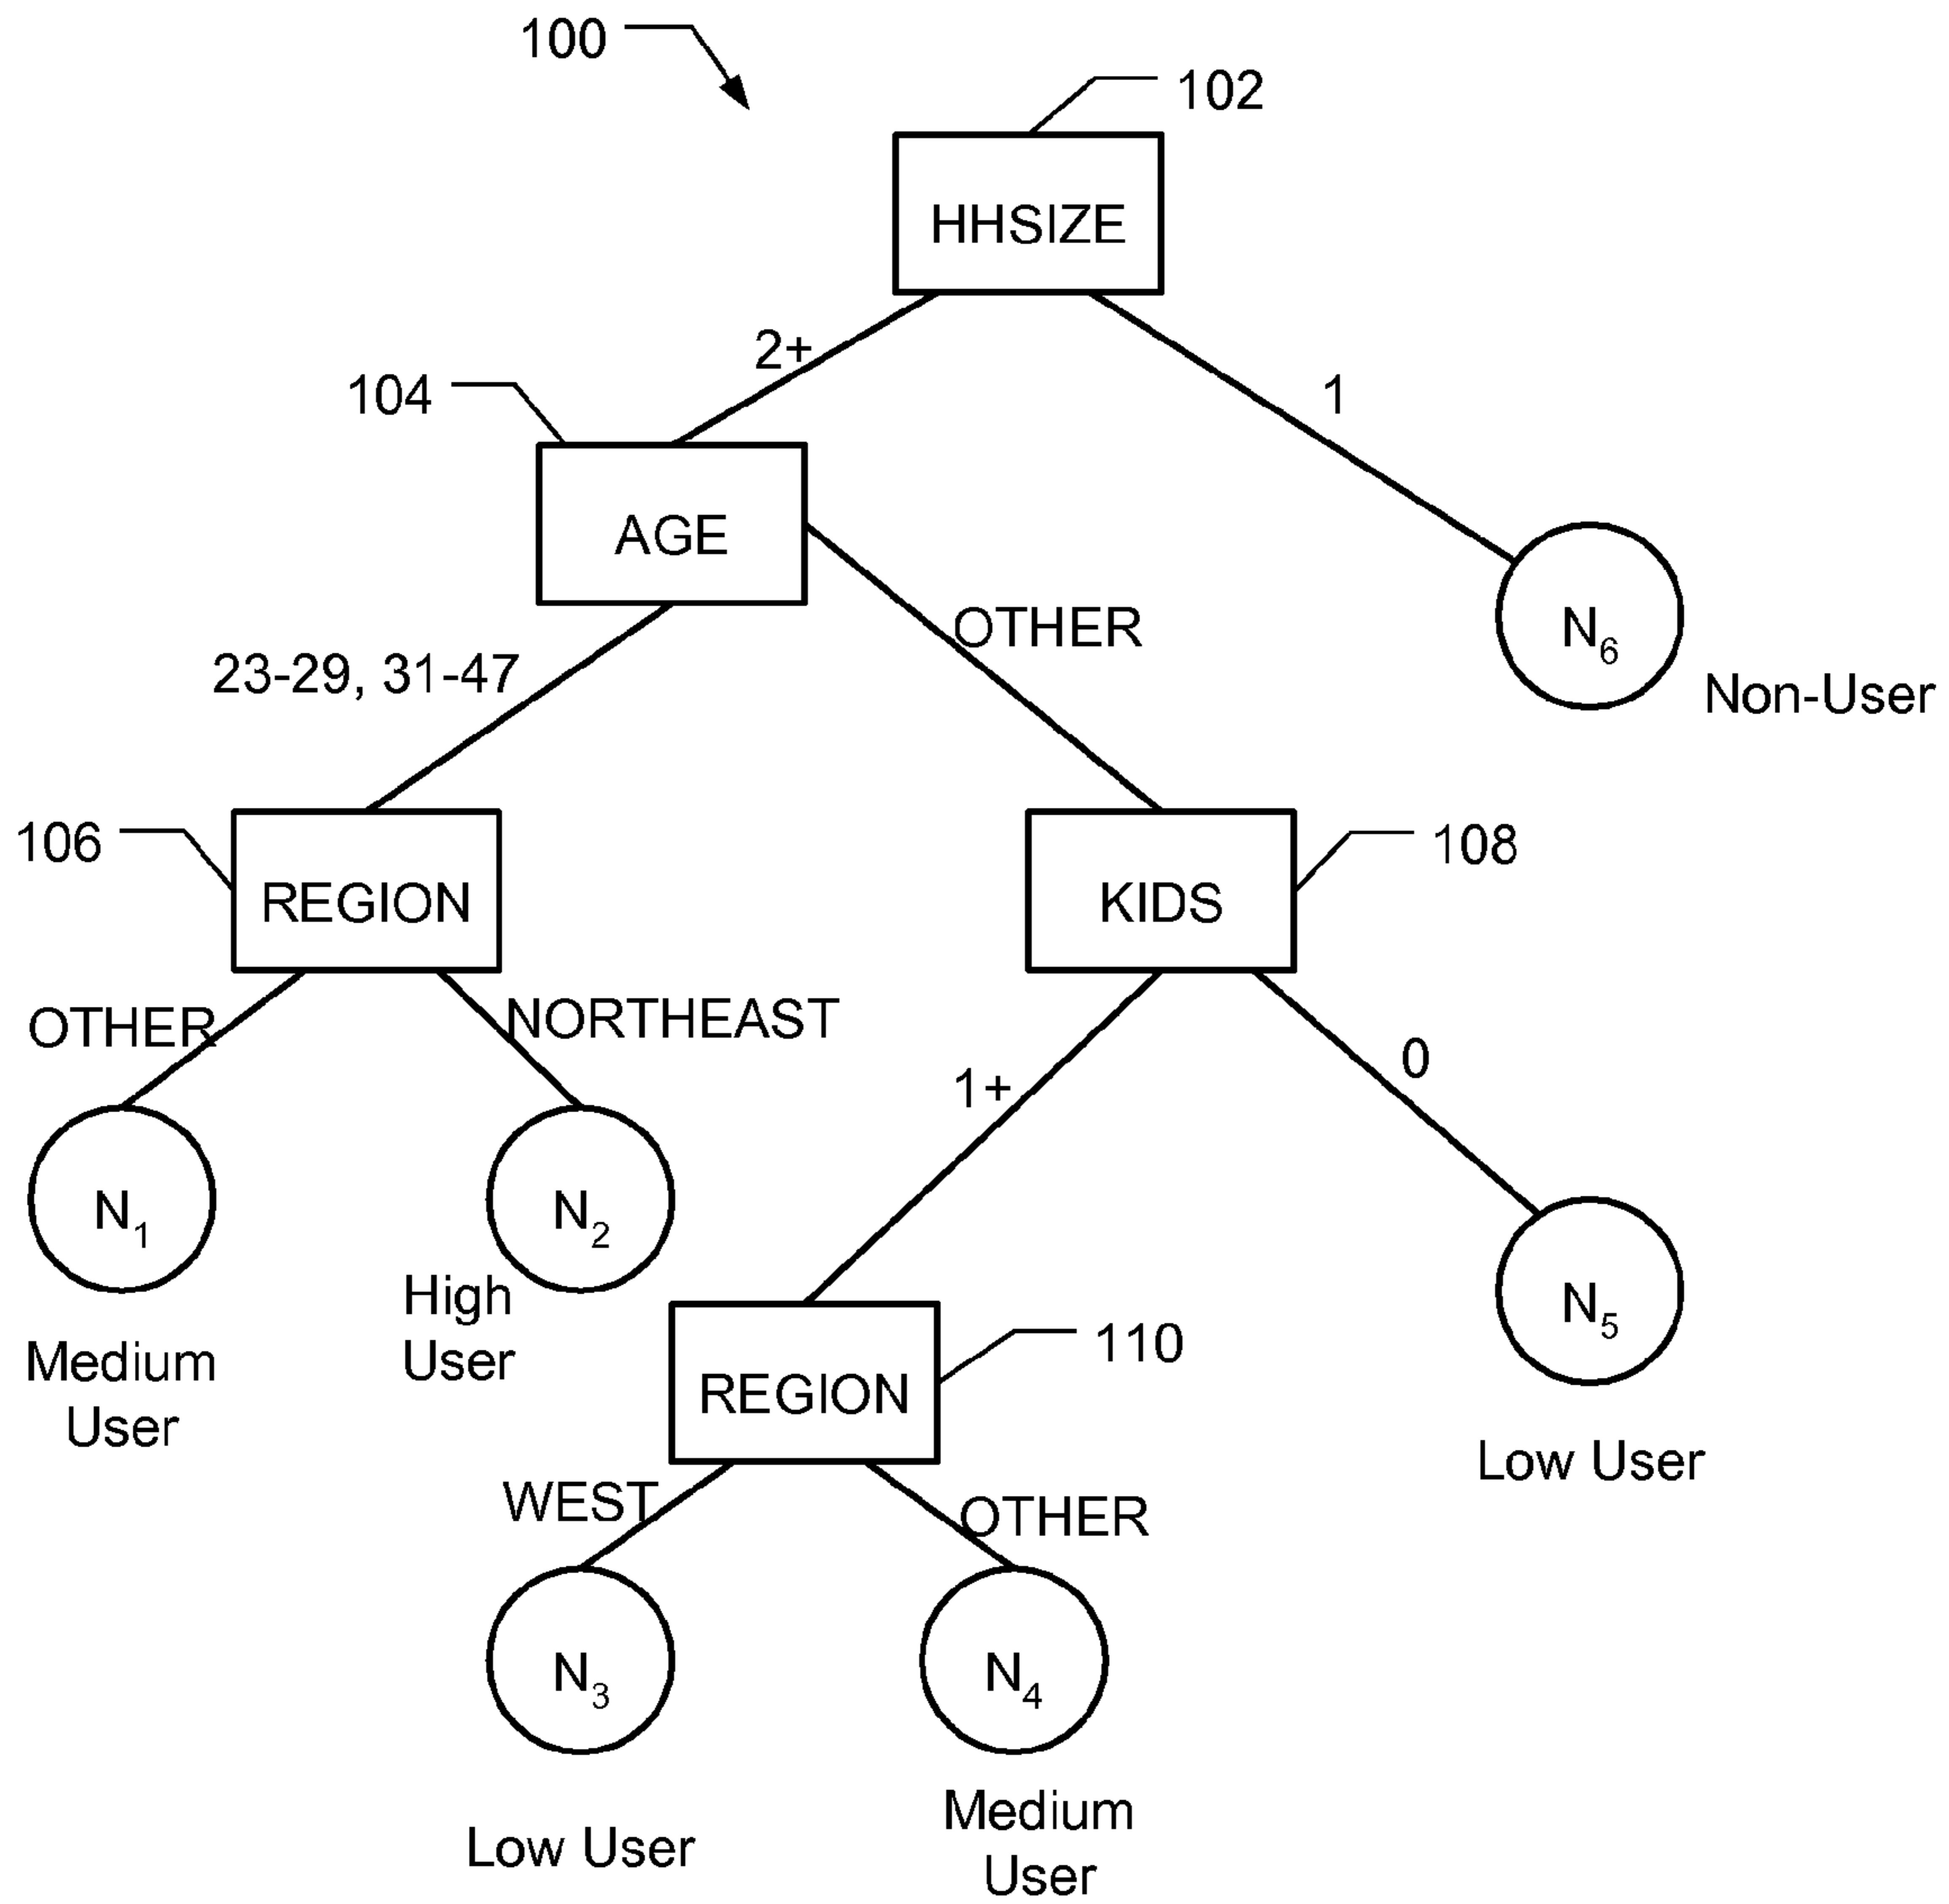 100
102
HHSIZE
2+
1
104
AGE
OTHER
N6
Non-User
23-29, 31-47
106
REGION
KIDS
108
OTHER
NORTHEAST
1+
0
N1
N2
High
User
Medium
User
N5
Low User
110
REGION
WEST
OTHER
N3
N4
Low User
Medium
User